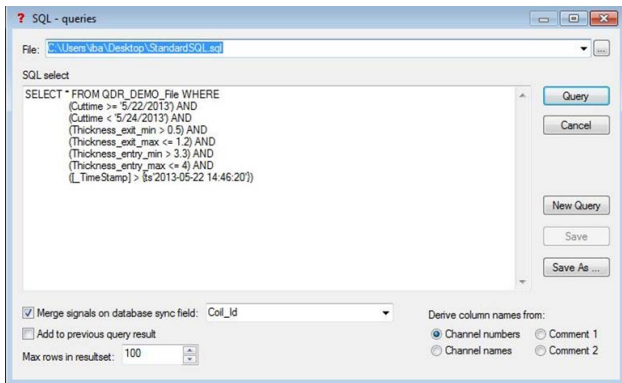 ? SQL - queries
File: C:\Users\iba\Desktop\StandardSQL.sql ...
SQL select
SELECT * FROM QDR_DEMO_File WHERE
(Cuttime >= '5/22/2013') AND
(Cuttime < '5/24/2013') AND
(Thickness_exit_min > 0.5) AND
(Thickness_exit_max <= 1.2) AND
(Thickness_entry_min > 3.3) AND
(Thickness_entry_max <= 4) AND
([_TimeStamp] > {ts'2013-05-22 14:46:20'})
Query
Cancel
New Query
Save
Save As ...
Merge signals on database sync field: Coil_Id
Add to previous query result
Max rows in resultset: 100
Derive column names from:
Channel numbers Comment 1
Channel names Comment 2